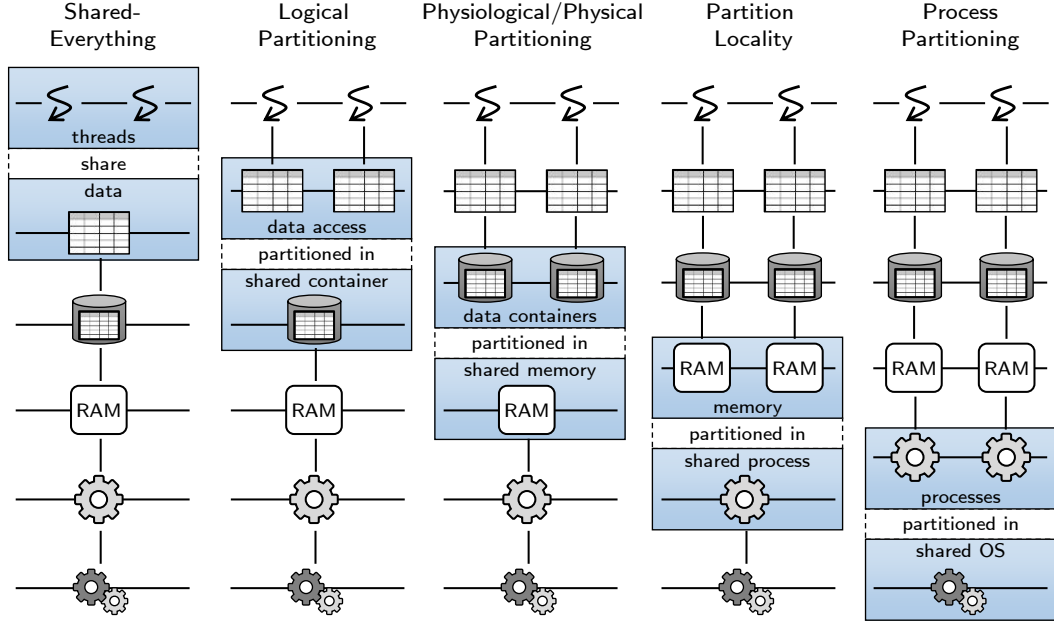 Shared-
Everything
threads
share
data
RAM
Logical
Partitioning
data access
partitioned in
shared container
RAM
Physiological/Physical
Partitioning
data containers
partitioned in
shared memory
RAM
Partition
Locality
RAM RAM
memory
partitioned in
shared process
Process
Partitioning
RAM RAM
processes
partitioned in
shared OS